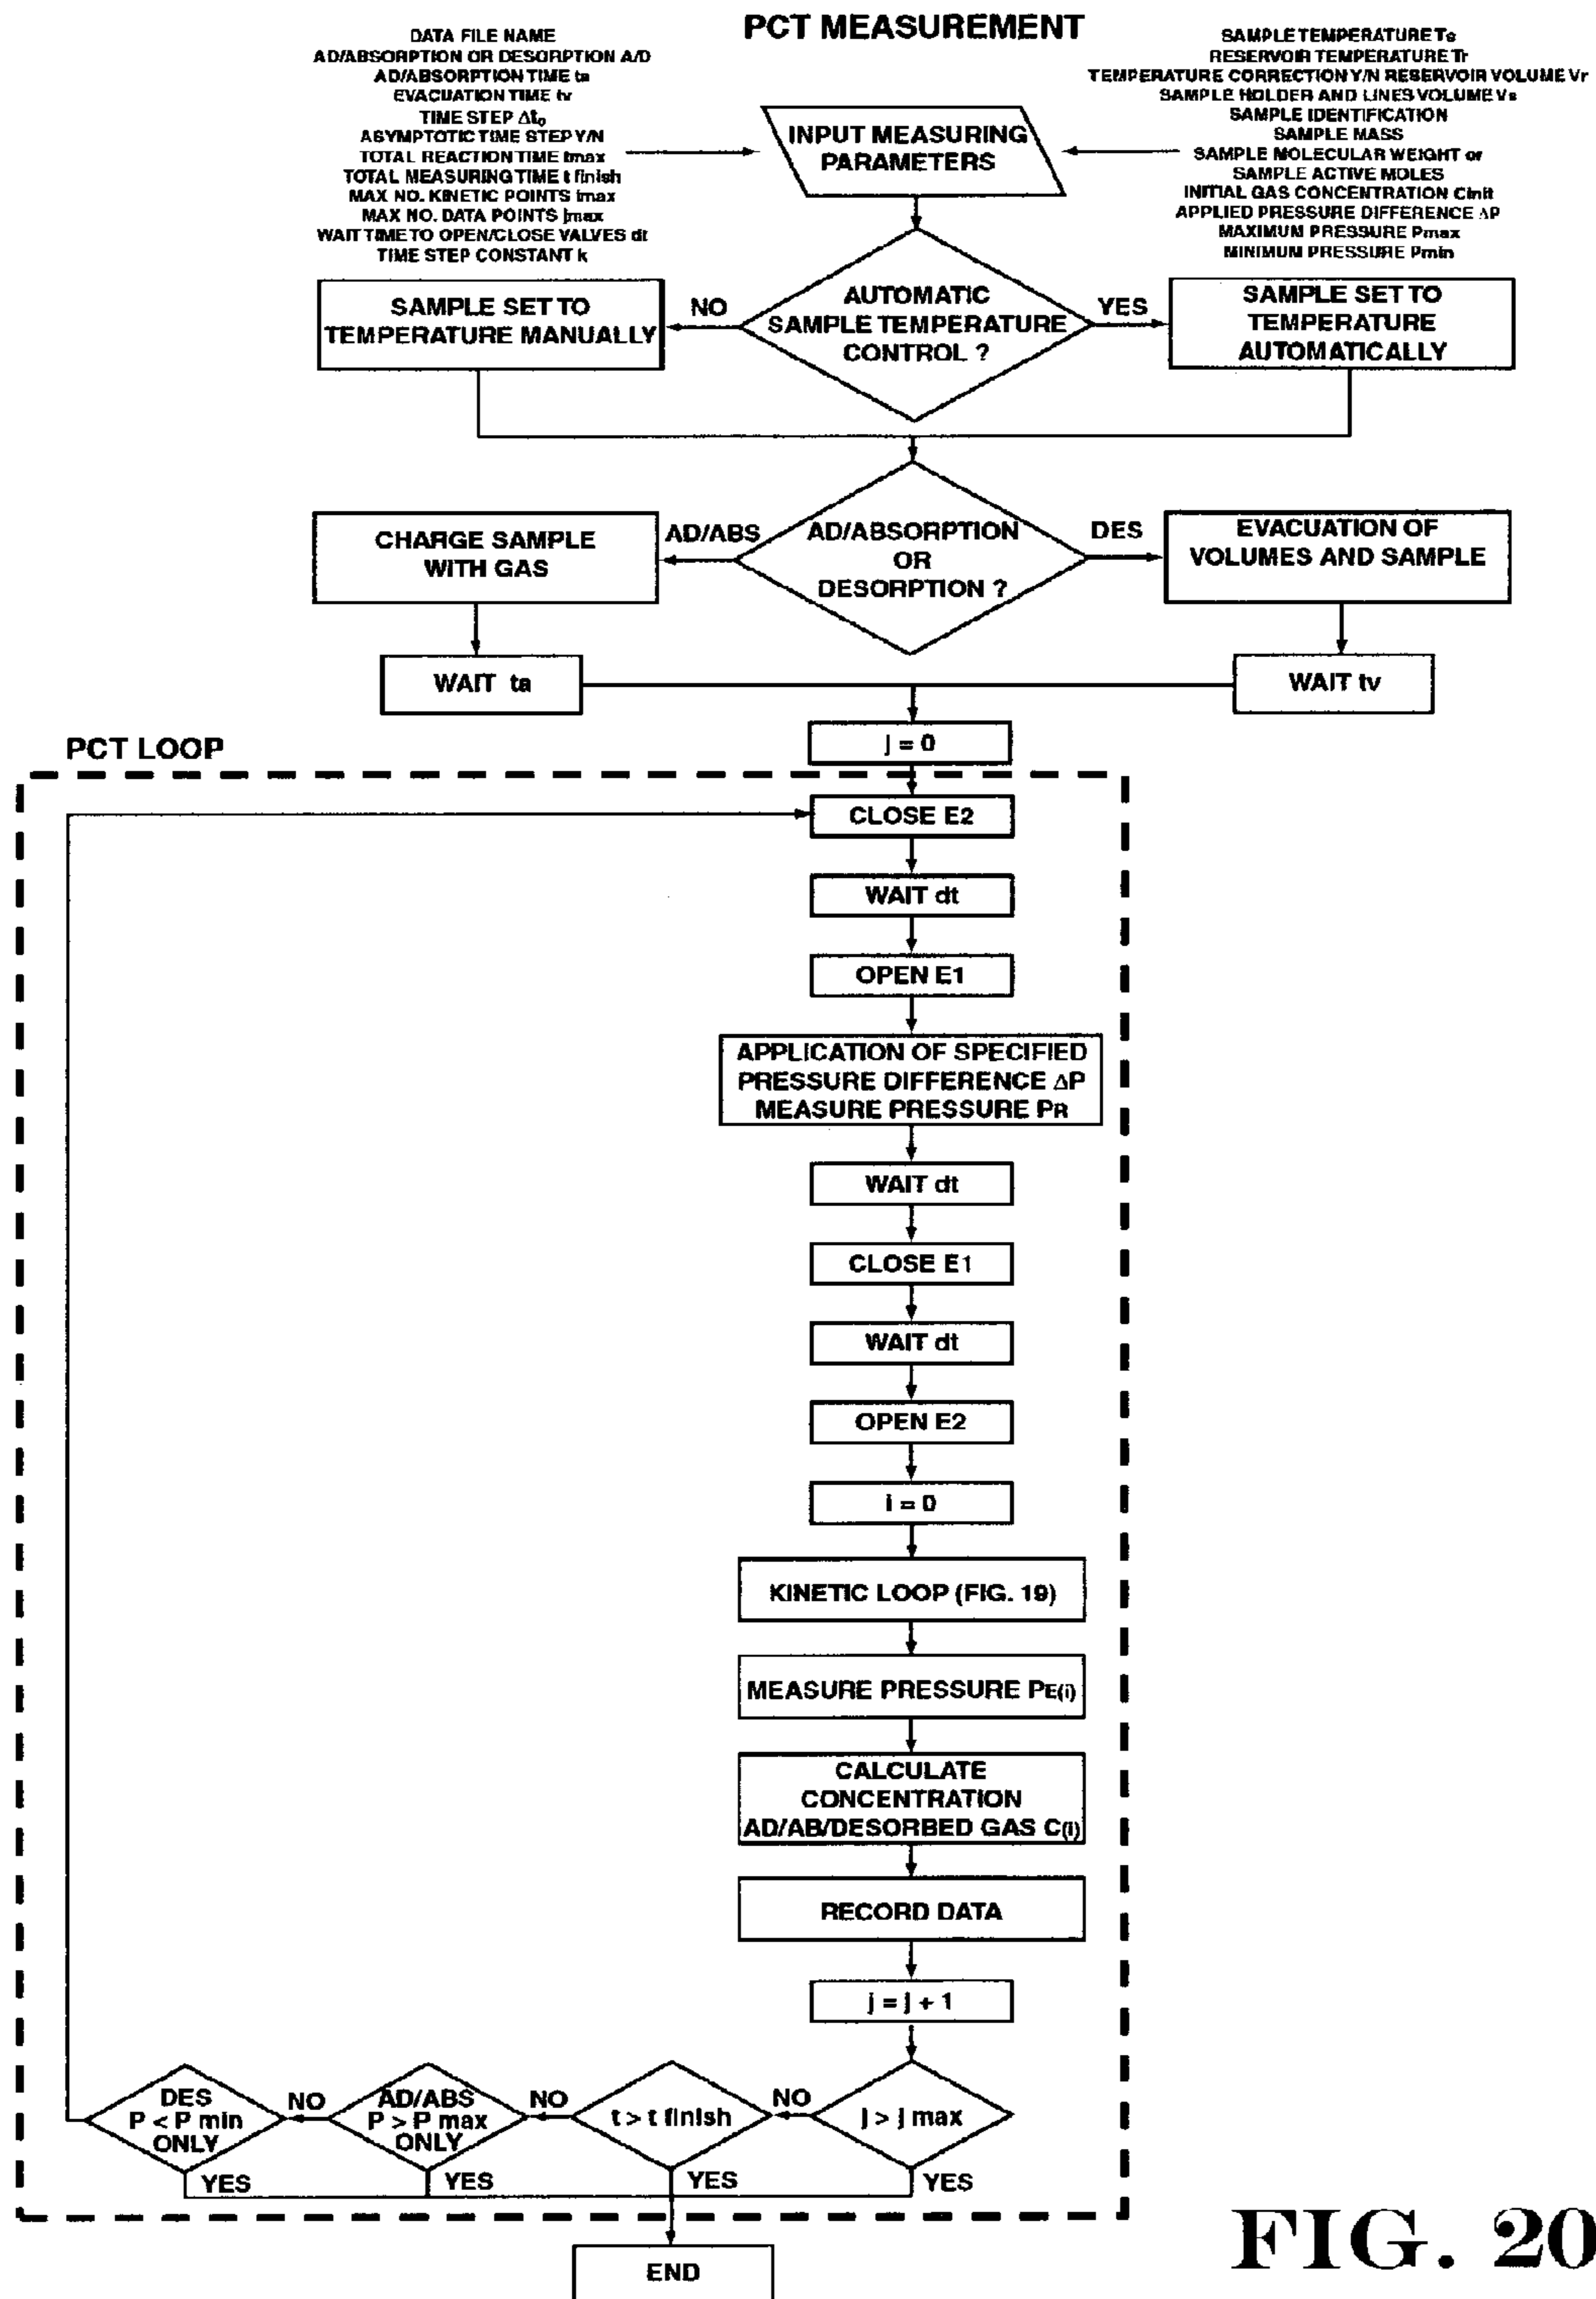 PCT MEASUREMENT
DATA FILE NAME
AD/ABSORPTION OR DESORPTION A/D
AD/ABSORPTION TIME ta
EVACUATION TIME tv
TIME STEP Δt₀
ASYMPTOTIC TIME STEP Y/N
TOTAL REACTION TIME tmax
TOTAL MEASURING TIME t finish
MAX NO. KINETIC POINTS imax
MAX NO. DATA POINTS jmax
WAIT TIME TO OPEN/CLOSE VALVES dt
TIME STEP CONSTANT k
INPUT MEASURING
PARAMETERS
SAMPLE TEMPERATURE Ts
RESERVOIR TEMPERATURE Tr
TEMPERATURE CORRECTION Y/N RESERVOIR VOLUME Vr
SAMPLE HOLDER AND LINES VOLUME Vs
SAMPLE IDENTIFICATION
SAMPLE MASS
SAMPLE MOLECULAR WEIGHT or
SAMPLE ACTIVE MOLES
INITIAL GAS CONCENTRATION Cinit
APPLIED PRESSURE DIFFERENCE ΔP
MAXIMUM PRESSURE Pmax
MINIMUM PRESSURE Pmin
SAMPLE SET TO
TEMPERATURE MANUALLY
NO
AUTOMATIC
SAMPLE TEMPERATURE
CONTROL ?
YES
SAMPLE SET TO
TEMPERATURE
AUTOMATICALLY
CHARGE SAMPLE
WITH GAS
AD/ABS
AD/ABSORPTION
OR
DESORPTION ?
DES
EVACUATION OF
VOLUMES AND SAMPLE
WAIT ta
WAIT tv
j = 0
PCT LOOP
CLOSE E2
WAIT dt
OPEN E1
APPLICATION OF SPECIFIED
PRESSURE DIFFERENCE ΔP
MEASURE PRESSURE PR
WAIT dt
CLOSE E1
WAIT dt
OPEN E2
i = 0
KINETIC LOOP (FIG. 19)
MEASURE PRESSURE PE(i)
CALCULATE
CONCENTRATION
AD/AB/DESORBED GAS C(i)
RECORD DATA
j = j + 1
DES
P < P min
ONLY
NO
AD/ABS
P > P max
ONLY
NO
t > t finish
NO
j > j max
YES
YES
YES
YES
END
FIG. 20